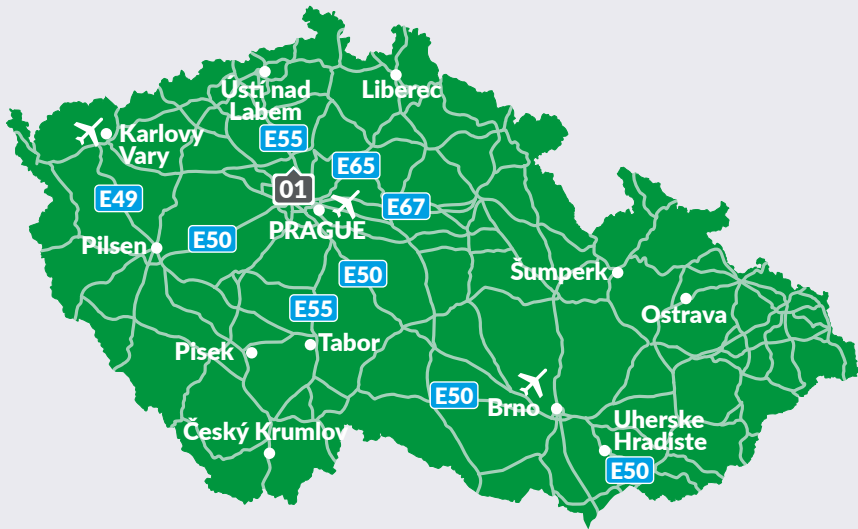 Ústí nad
Labem
Liberec
Karlovy
Vary
E55
E65
E49
01
E67
PRAGUE
E50
Pilsen
E50
Šumperk
E55
Ostrava
Pisek
Tabor
E50
Brno
Uherske
Hradiste
Český Krumlov
E50